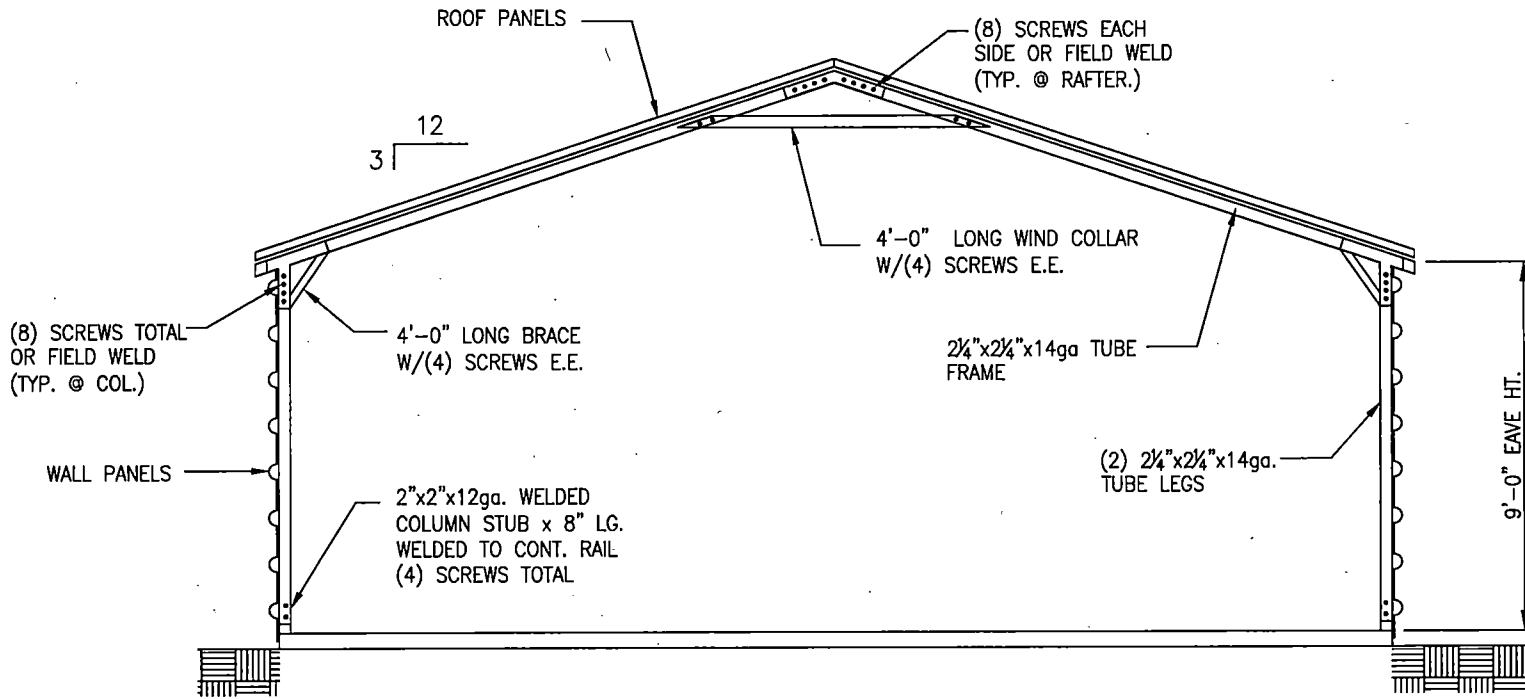 ROOF PANELS
(8) SCREWS EACH
SIDE OR FIELD WELD
(TYP. @ RAFTER.)
12
3
4'-0" LONG WIND COLLAR
W/(4) SCREWS E.E.
(8) SCREWS TOTAL
OR FIELD WELD
(TYP. @ COL.)
4'-0" LONG BRACE
W/(4) SCREWS E.E.
2¼"x2¼"x14ga TUBE
FRAME
WALL PANELS
2"x2"x12ga. WELDED
COLUMN STUB x 8" LG.
WELDED TO CONT. RAIL
(4) SCREWS TOTAL
(2) 2¼"x2¼"x14ga.
TUBE LEGS
9'-0" EAVE HT.